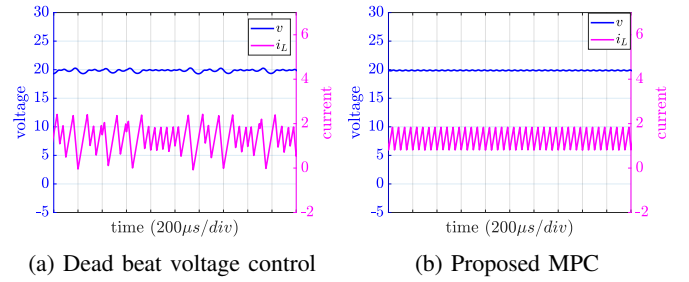 30
25
20
15
10
5
0
-5
voltage
6
4
2
0
-2
current
v
i_L
time (200μs/div)
(a) Dead beat voltage control
30
25
20
15
10
5
0
-5
voltage
6
4
2
0
-2
current
v
i_L
time (200μs/div)
(b) Proposed MPC